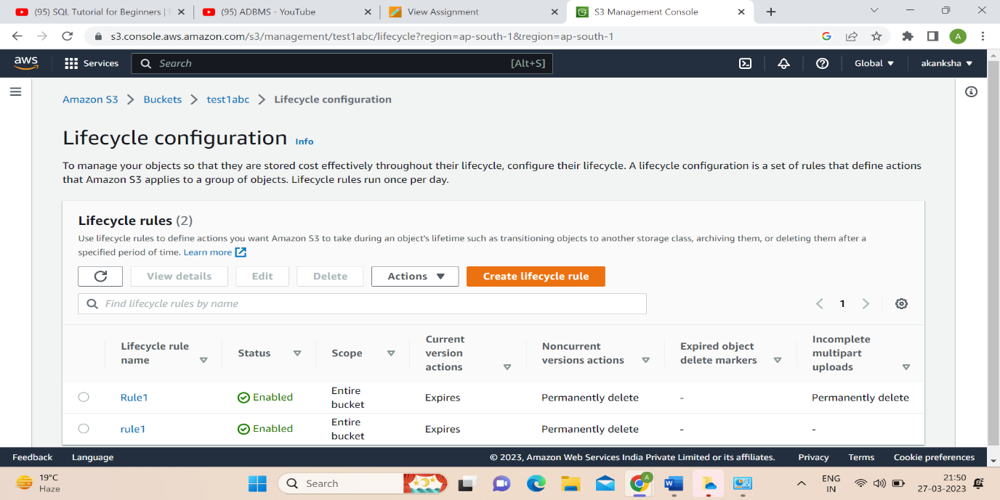 (95) SQL Tutorial for Beginners |
(95) ADBMS - YouTube
View Assignment
S3 Management Console
s3.console.aws.amazon.com/s3/management/test1abc/lifecycle?region=ap-south-1&region=ap-south-1
A
aws
Services
Search
[Alt+S]
Global
akanksha
Amazon S3 > Buckets > test1abc > Lifecycle configuration
Lifecycle configuration Info
To manage your objects so that they are stored cost effectively throughout their lifecycle, configure their lifecycle. A lifecycle configuration is a set of rules that define actions
that Amazon S3 applies to a group of objects. Lifecycle rules run once per day.
Lifecycle rules (2)
Use lifecycle rules to define actions you want Amazon S3 to take during an object's lifetime such as transitioning objects to another storage class, archiving them, or deleting them after a
specified period of time. Learn more
View details
Edit
Delete
Actions
Create lifecycle rule
Find lifecycle rules by name
1
Lifecycle rule
name
Status
Scope
Current
version
actions
Noncurrent
versions actions
Expired object
delete markers
Incomplete
multipart
uploads
Rule1
Enabled
Entire
bucket
Expires
Permanently delete
-
Permanently delete
rule1
Enabled
Entire
bucket
Expires
Permanently delete
-
-
Feedback
Language
© 2023, Amazon Web Services India Private Limited or its affiliates.
Privacy
Terms
Cookie preferences
19°C
Haze
Search
ENG
IN
21:50
27-03-2023